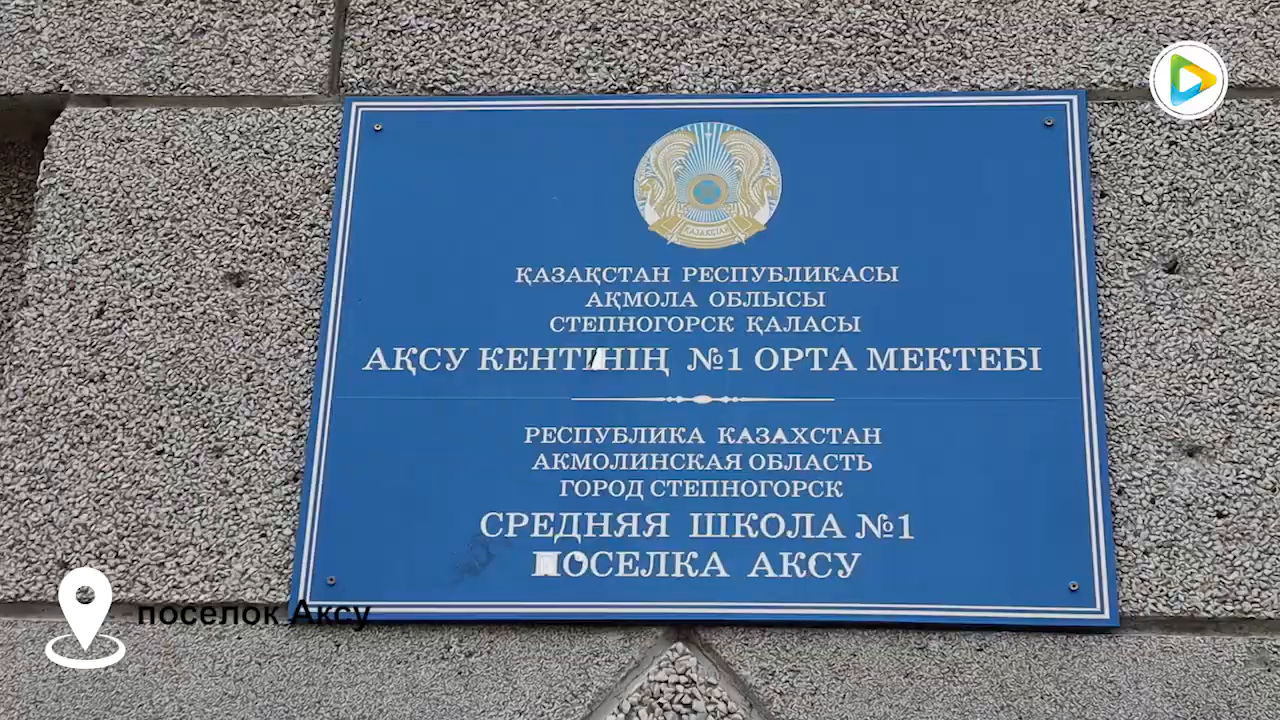 ҚАЗАҚСТАН
ҚАЗАҚСТАН РЕСПУБЛИКАСЫ
АҚМОЛА ОБЛЫСЫ
СТЕПНОГОРСК ҚАЛАСЫ
АҚСУ КЕНТІНІҢ №1 ОРТА МЕКТЕБІ
РЕСПУБЛИКА КАЗАХСТАН
АКМОЛИНСКАЯ ОБЛАСТЬ
ГОРОД СТЕПНОГОРСК
СРЕДНЯЯ ШКОЛА №1
ПОСЕЛКА АКСУ
поселок Аксу